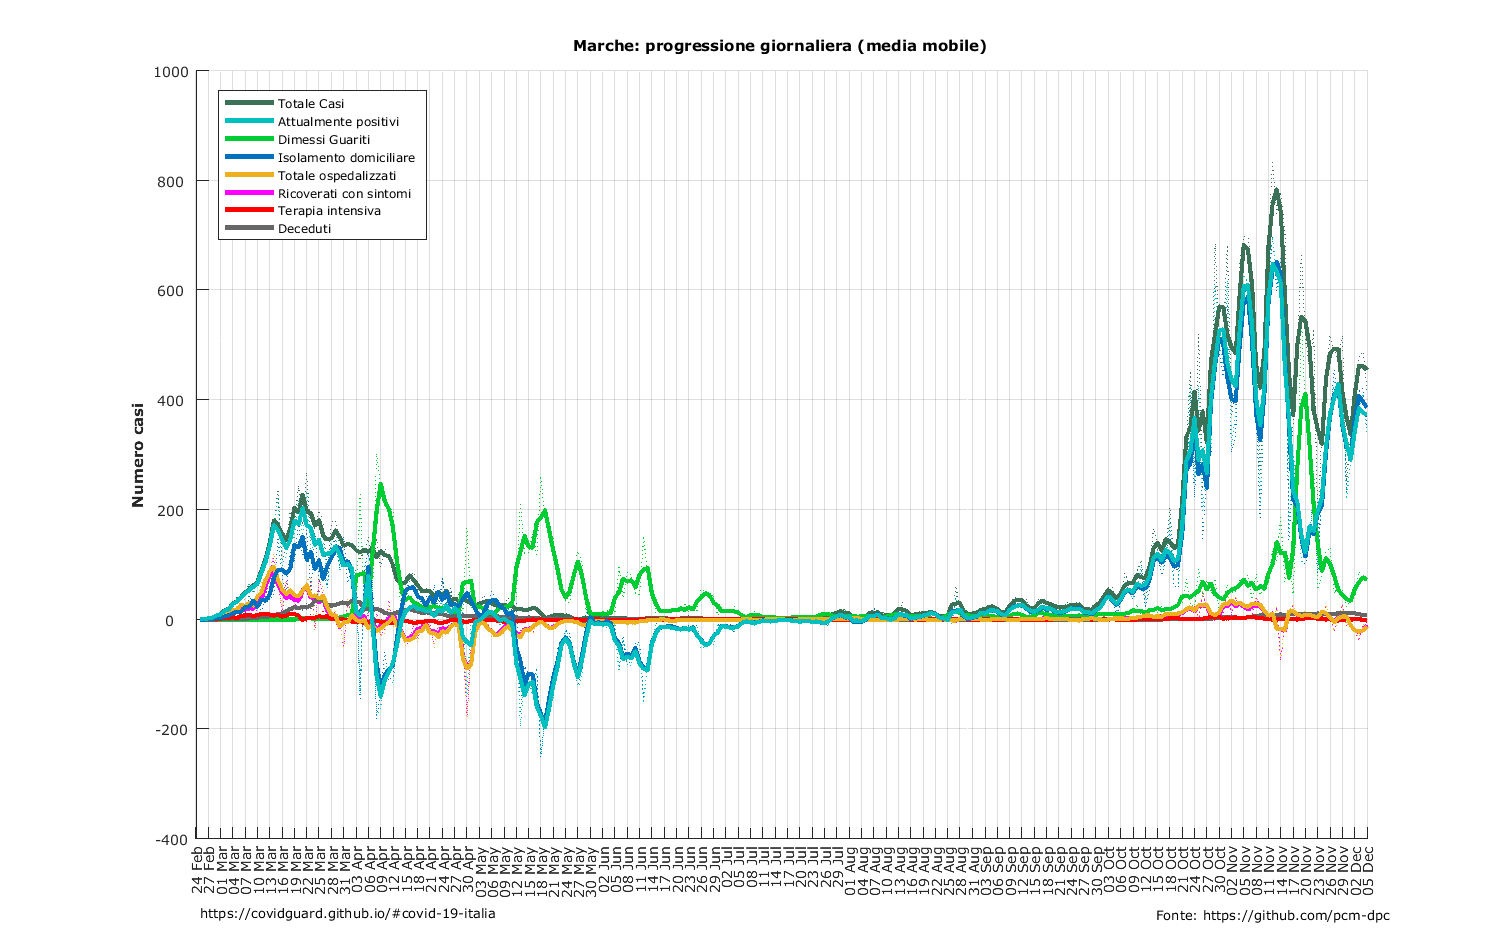 Marche: progressione giornaliera (media mobile)
1000
800
600
400
200
0
-200
-400
Numero casi
Totale Casi
Attualmente positivi
Dimessi Guariti
Isolamento domiciliare
Totale ospedalizzati
Ricoverati con sintomi
Terapia intensiva
Deceduti
24 Feb
27 Feb
01 Mar
04 Mar
07 Mar
10 Mar
13 Mar
16 Mar
19 Mar
22 Mar
25 Mar
28 Mar
31 Mar
03 Apr
06 Apr
09 Apr
12 Apr
15 Apr
18 Apr
21 Apr
24 Apr
27 Apr
30 Apr
03 May
06 May
09 May
12 May
15 May
18 May
21 May
24 May
27 May
30 May
02 Jun
05 Jun
08 Jun
11 Jun
14 Jun
17 Jun
20 Jun
23 Jun
26 Jun
29 Jun
02 Jul
05 Jul
08 Jul
11 Jul
14 Jul
17 Jul
20 Jul
23 Jul
26 Jul
29 Jul
01 Aug
04 Aug
07 Aug
10 Aug
13 Aug
16 Aug
19 Aug
22 Aug
25 Aug
28 Aug
31 Aug
03 Sep
06 Sep
09 Sep
12 Sep
15 Sep
18 Sep
21 Sep
24 Sep
27 Sep
30 Sep
03 Oct
06 Oct
09 Oct
12 Oct
15 Oct
18 Oct
21 Oct
24 Oct
27 Oct
30 Oct
02 Nov
05 Nov
08 Nov
11 Nov
14 Nov
17 Nov
20 Nov
23 Nov
26 Nov
29 Nov
02 Dec
05 Dec
https://covidguard.github.io/#covid-19-italia
Fonte: https://github.com/pcm-dpc